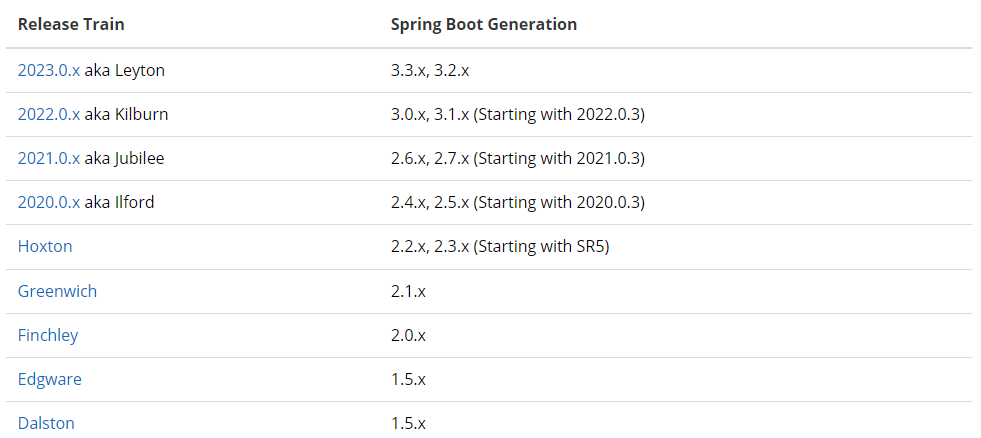 Release Train Spring Boot Generation
2023.0.x aka Leyton 3.3.x, 3.2.x
2022.0.x aka Kilburn 3.0.x, 3.1.x (Starting with 2022.0.3)
2021.0.x aka Jubilee 2.6.x, 2.7.x (Starting with 2021.0.3)
2020.0.x aka Ilford 2.4.x, 2.5.x (Starting with 2020.0.3)
Hoxton 2.2.x, 2.3.x (Starting with SR5)
Greenwich 2.1.x
Finchley 2.0.x
Edgware 1.5.x
Dalston 1.5.x